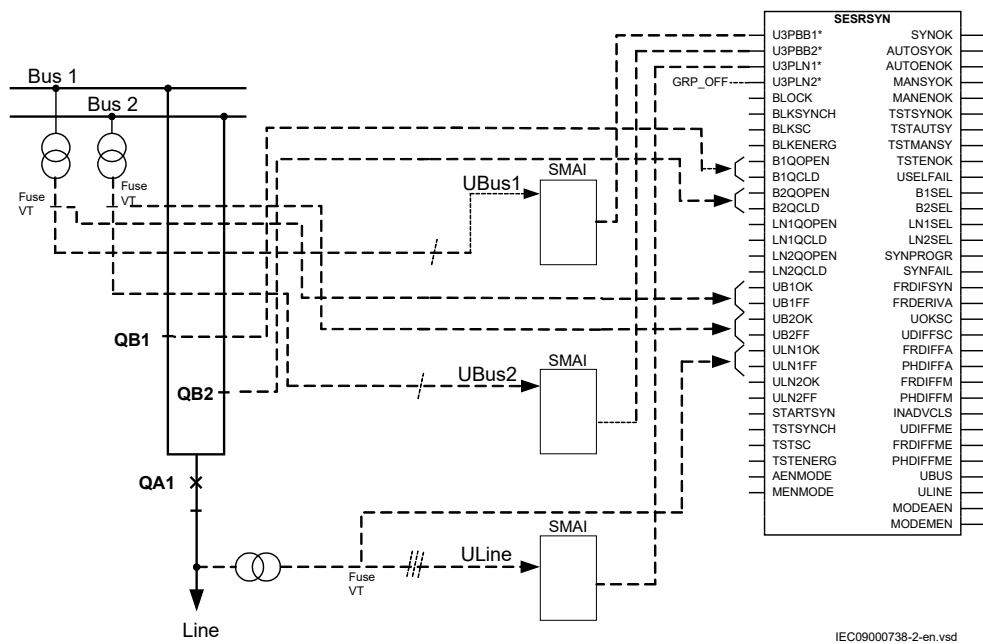 Bus 1
Bus 2
Fuse
VT
Fuse
VT
QB1
QB2
QA1
Line
UBus1
SMAI
UBus2
SMAI
ULine
Fuse
VT
SMAI
GRP_OFF
SESRSYN
U3PBB1*
U3PBB2*
U3PLN1*
U3PLN2*
BLOCK
BLKSYNCH
BLKSC
BLKENERG
B1QOPEN
B1QCLD
B2QOPEN
B2QCLD
LN1QOPEN
LN1QCLD
LN2QOPEN
LN2QCLD
UB1OK
UB1FF
UB2OK
UB2FF
ULN1OK
ULN1FF
ULN2OK
ULN2FF
STARTSYN
TSTSYNCH
TSTSC
TSTENERG
AENMODE
MENMODE
SYNOK
AUTOSYOK
AUTOENOK
MANSYOK
MANENOK
TSTSYNOK
TSTAUTSY
TSTMANSY
TSTENOK
USELFAIL
B1SEL
B2SEL
LN1SEL
LN2SEL
SYNPROGR
SYNFAIL
FRDIFSYN
FRDERIVA
UOKSC
UDIFFSC
FRDIFFA
PHDIFFA
FRDIFFM
PHDIFFM
INADVCLS
UDIFFME
FRDIFFME
PHDIFFME
UBUS
ULINE
MODEAEN
MODEMEN
IEC09000738-2-en.vsd